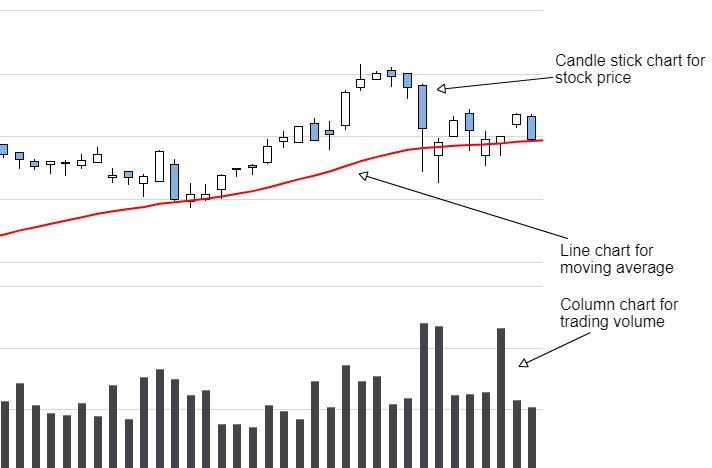 Candle stick chart for
stock price
Line chart for
moving average
Column chart for
trading volume